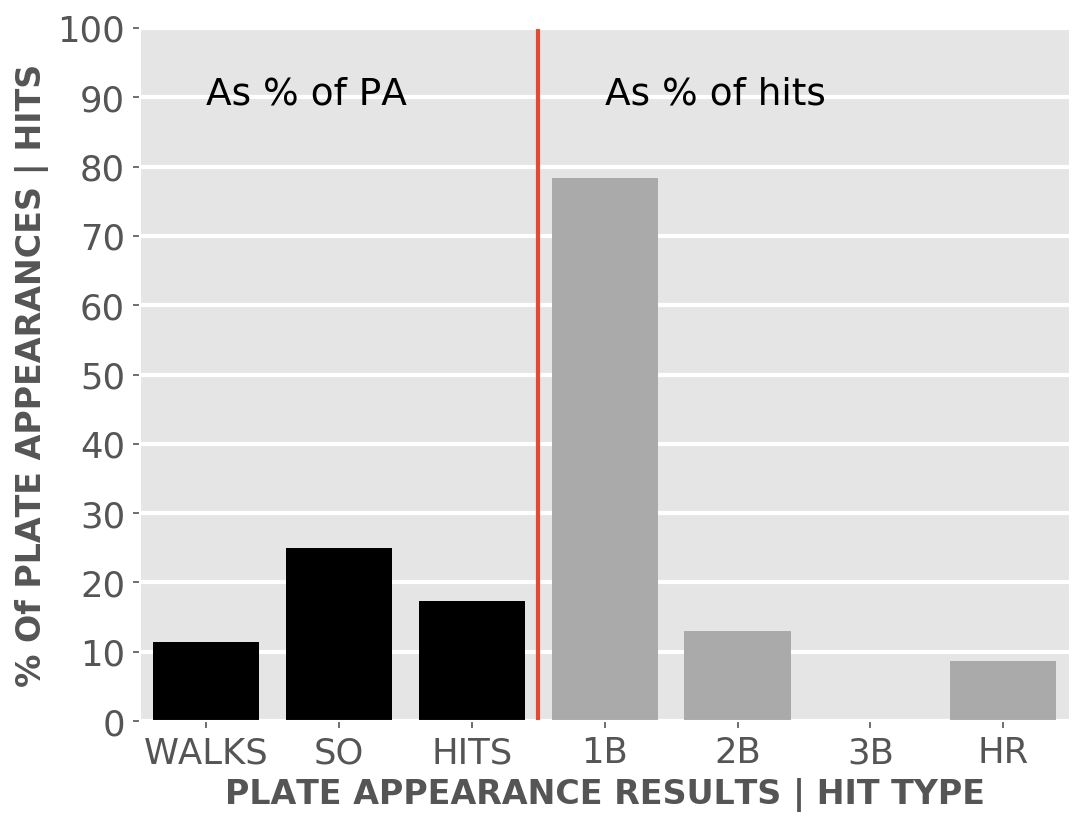 100
90
80
70
60
50
40
30
20
10
0
% Of PLATE APPEARANCES | HITS
As % of PA
As % of hits
WALKS SO HITS 1B 2B 3B HR
PLATE APPEARANCE RESULTS | HIT TYPE